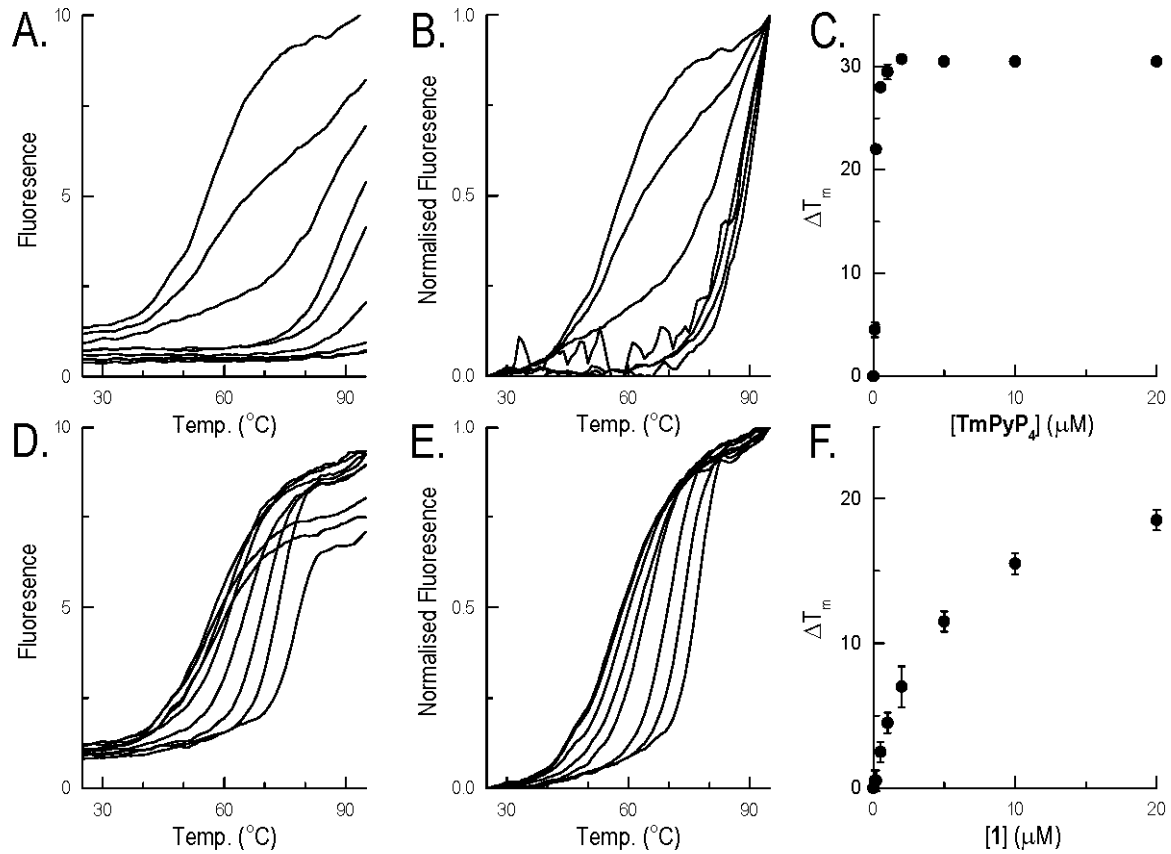 A.
10
5
0
Fluoresence
30 60 90
Temp. (°C)
B.
1.0
0.5
0.0
Normalised Fluoresence
30 60 90
Temp. (°C)
C.
30
20
10
0
ΔTm
0 10 20
[TmPyP4] (μM)
D.
10
5
0
Fluoresence
30 60 90
Temp. (°C)
E.
1.0
0.5
0.0
Normalised Fluoresence
30 60 90
Temp. (°C)
F.
20
10
0
ΔTm
0 10 20
[1] (μM)